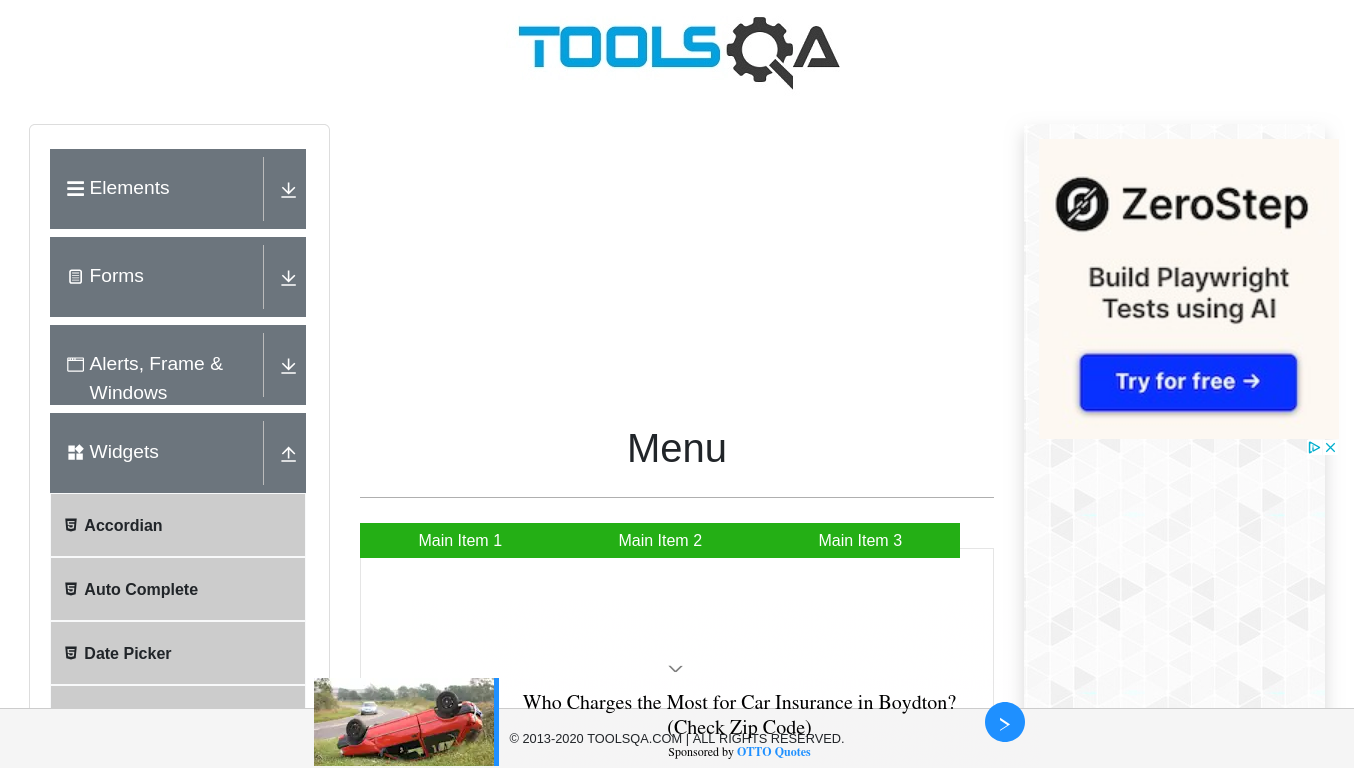 TOOLSQA
Elements
Forms
Alerts, Frame &
Windows
Widgets
Accordian
Auto Complete
Date Picker
Menu
Main Item 1
Main Item 2
Main Item 3
ZeroStep
Build Playwright
Tests using AI
Try for free →
Who Charges the Most for Car Insurance in Boydton?
(Check Zip Code)
© 2013-2020 TOOLSQA.COM | ALL RIGHTS RESERVED.
Sponsored by OTTO Quotes